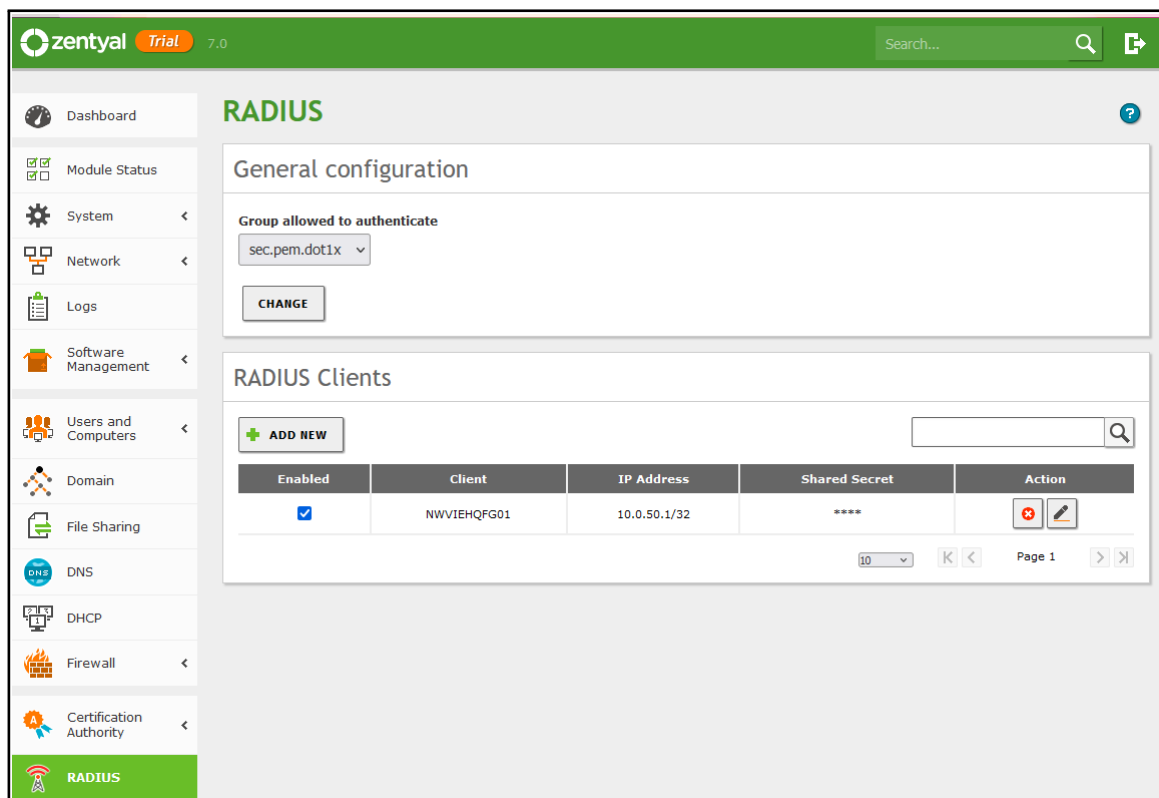 zentyal Trial 7.0
Search...
Dashboard
Module Status
System
Network
Logs
Software
Management
Users and
Computers
Domain
File Sharing
DNS
DNS
DHCP
Firewall
A
Certification
Authority
RADIUS
RADIUS
?
General configuration
Group allowed to authenticate
sec.pem.dot1x
CHANGE
RADIUS Clients
ADD NEW
Enabled Client IP Address Shared Secret Action
NWVIEHQFG01 10.0.50.1/32 ****
10 Page 1